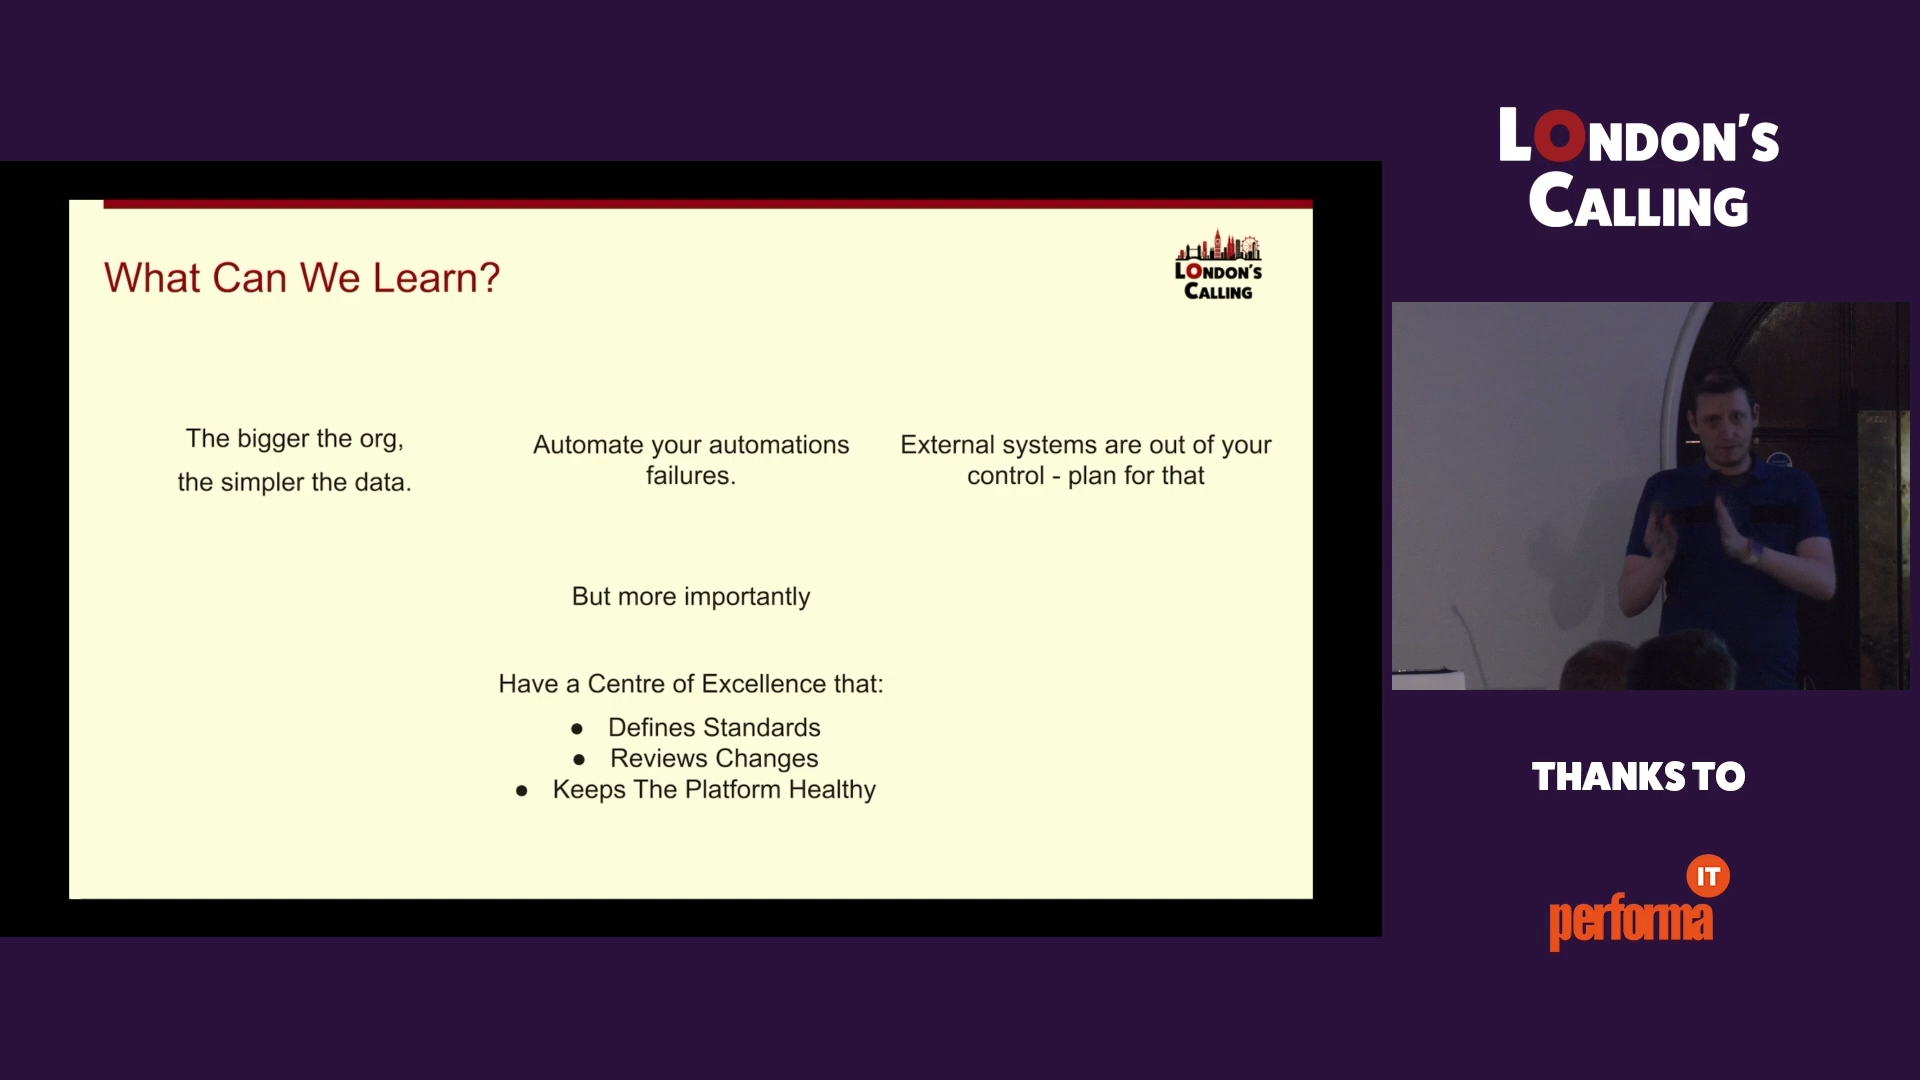 What Can We Learn?
LONDON'S
CALLING
The bigger the org,
the simpler the data.
Automate your automations
failures.
External systems are out of your
control - plan for that
But more importantly
Have a Centre of Excellence that:
● Defines Standards
● Reviews Changes
● Keeps The Platform Healthy
LONDON'S
CALLING
THANKS TO
IT
performa